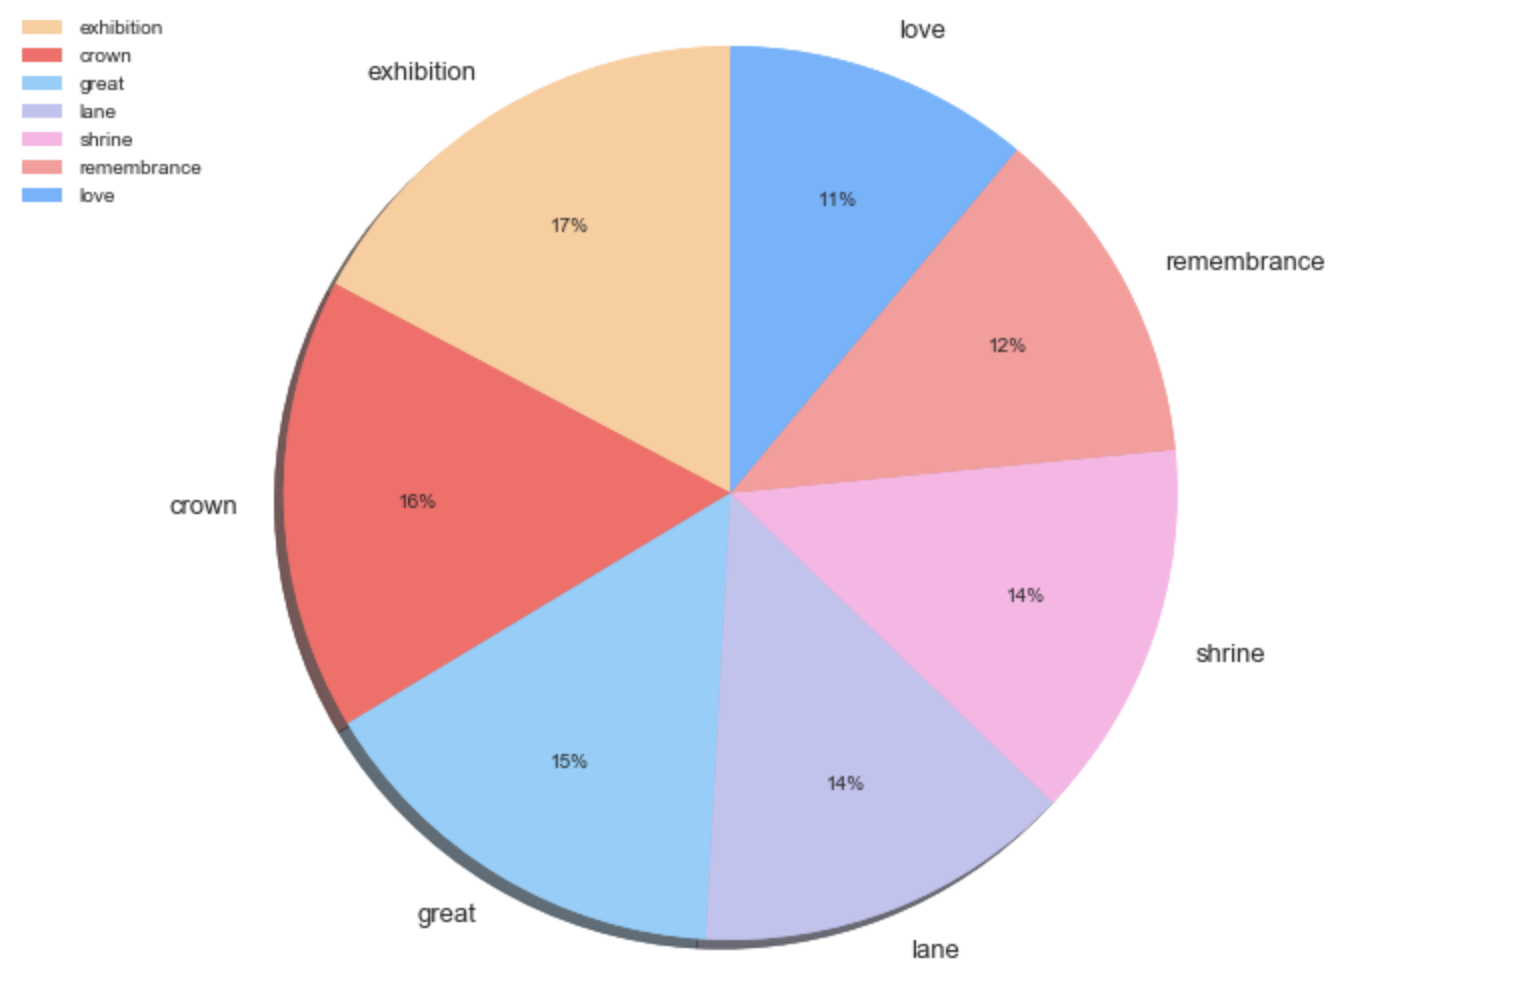 exhibition
crown
great
lane
shrine
remembrance
love
love
exhibition
11%
17%
remembrance
12%
crown
16%
14%
shrine
15%
14%
great
lane